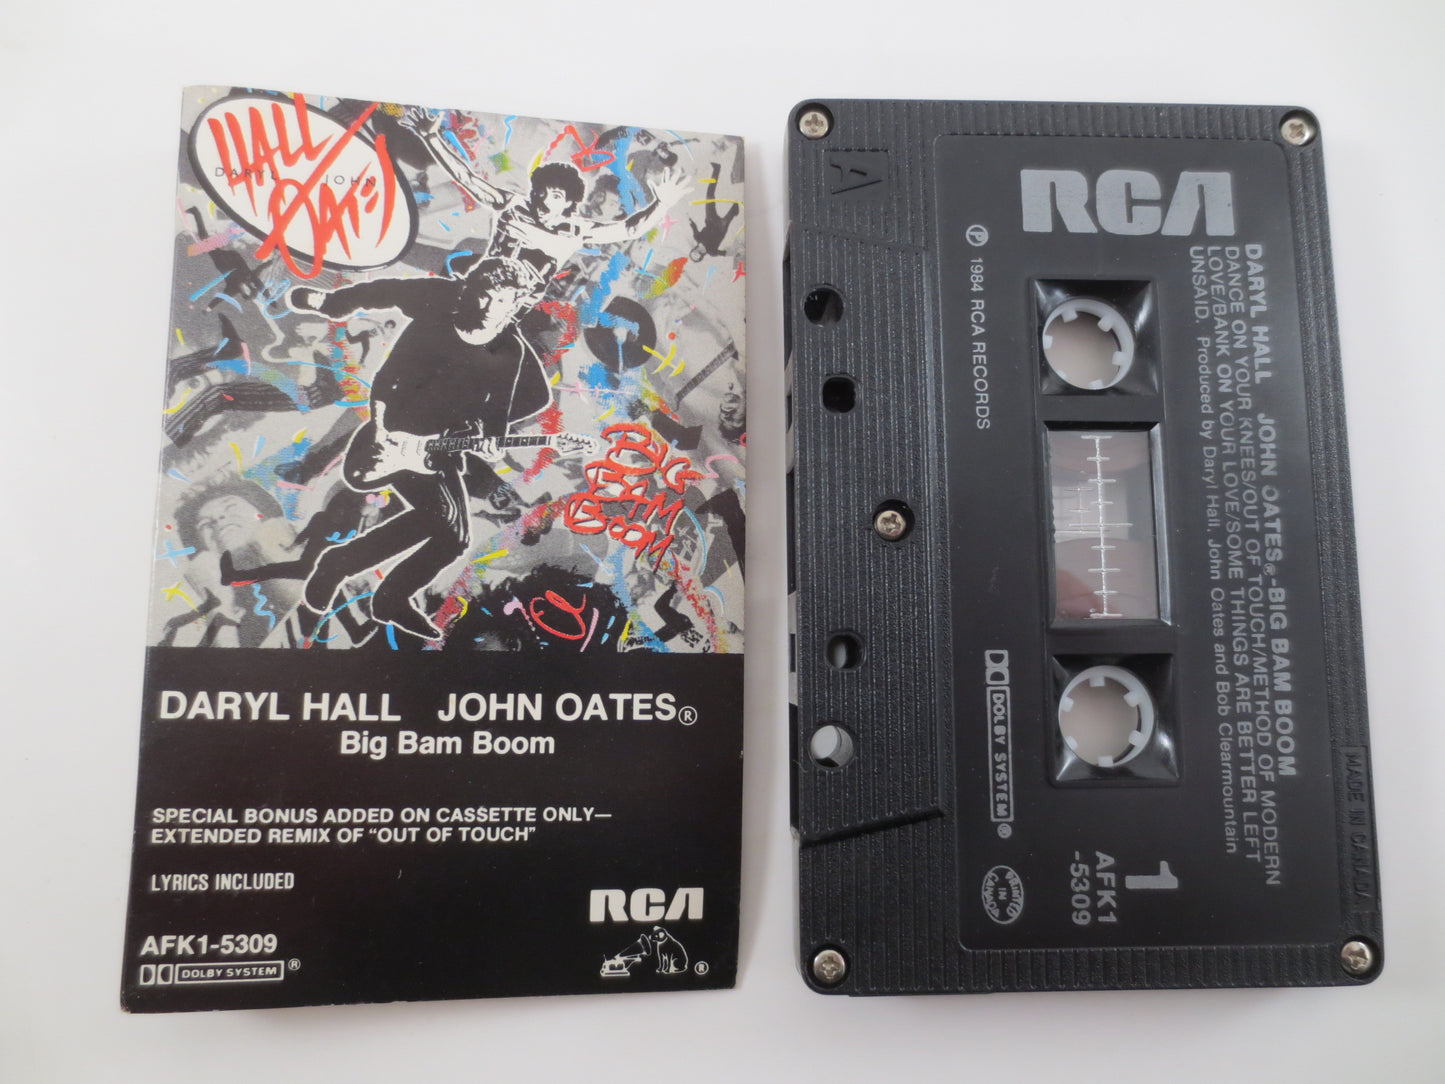 HALL
DARYL JOHN
OATES
BIG
BAM
BOOM
DARYL HALL JOHN OATES®
Big Bam Boom
SPECIAL BONUS ADDED ON CASSETTE ONLY—
EXTENDED REMIX OF “OUT OF TOUCH”
LYRICS INCLUDED
RCA
AFK1-5309
DOLBY SYSTEM ®
®
A
RCA
℗ 1984 RCA RECORDS
DARYL HALL JOHN OATES®-BIG BAM BOOM
DANCE ON YOUR KNEES/OUT OF TOUCH/METHOD OF MODERN
LOVE/BANK ON YOUR LOVE/SOME THINGS ARE BETTER LEFT
UNSAID. Produced by Daryl Hall, John Oates and Bob Clearmountain
DOLBY SYSTEM ®
PRINTED
IN
CANADA
1
AFK1
-5309
MADE IN CANADA